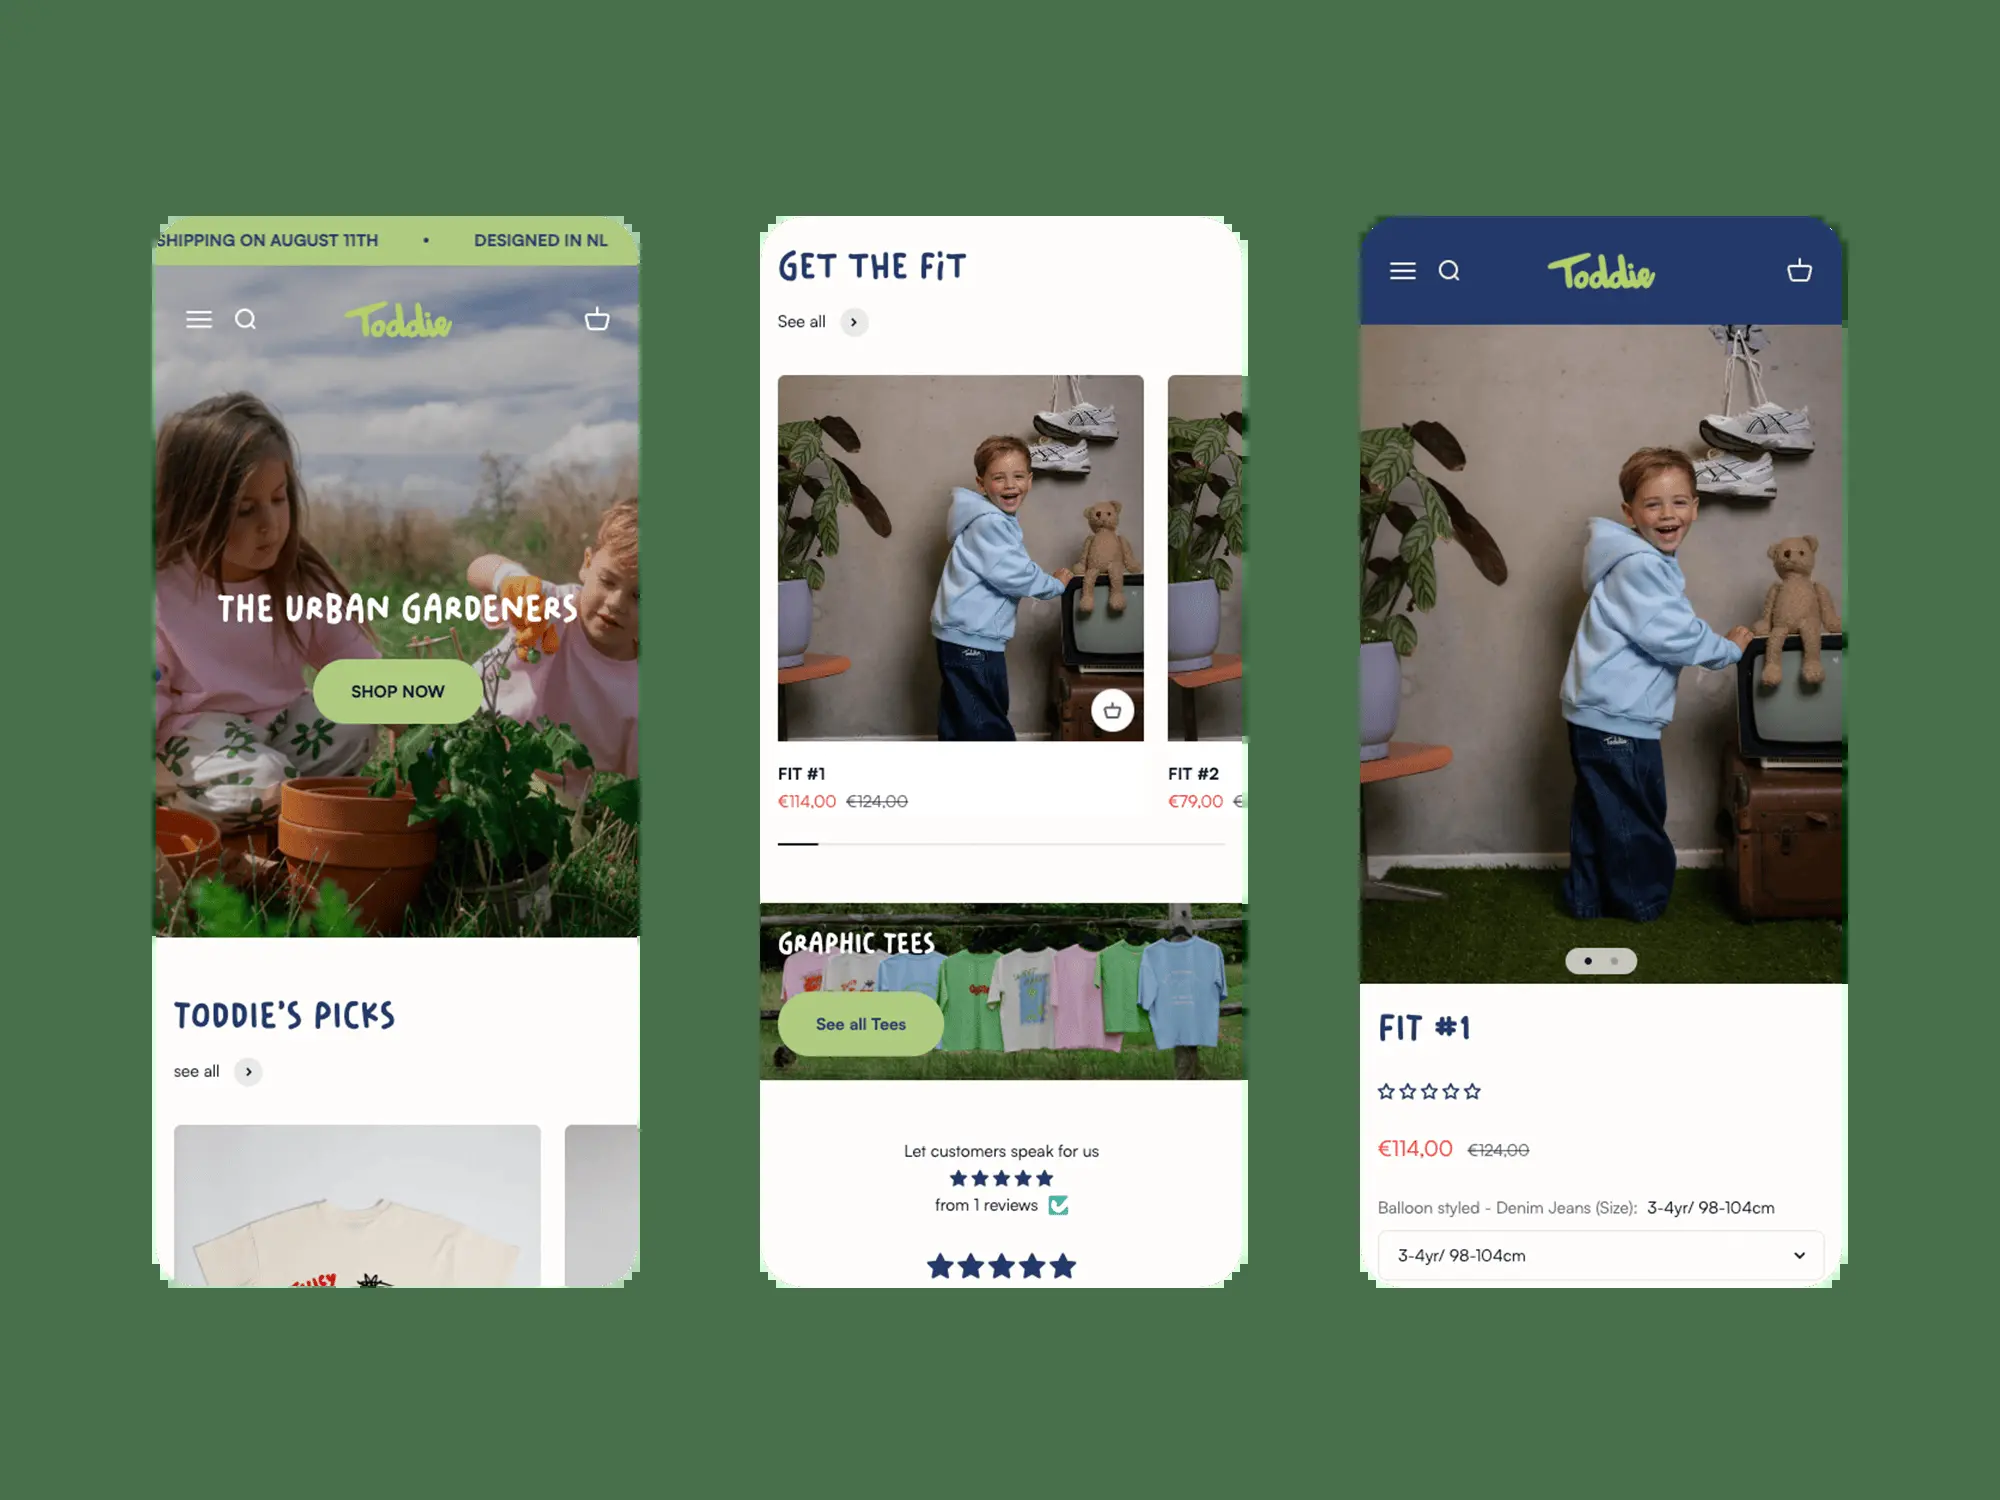 SHIPPING ON AUGUST 11TH • DESIGNED IN NL
Toddie
THE URBAN GARDENERS
SHOP NOW
TODDIE'S PICKS
see all
JUICY
GET THE FiT
See all
Toddie
FIT #1
€114,00 €124,00
FIT #2
€79,00 €
GRAPHIC TEES
See all Tees
Let customers speak for us
from 1 reviews
Toddie
Toddie
FIT #1
€114,00 €124,00
Balloon styled - Denim Jeans (Size): 3-4yr/ 98-104cm
3-4yr/ 98-104cm